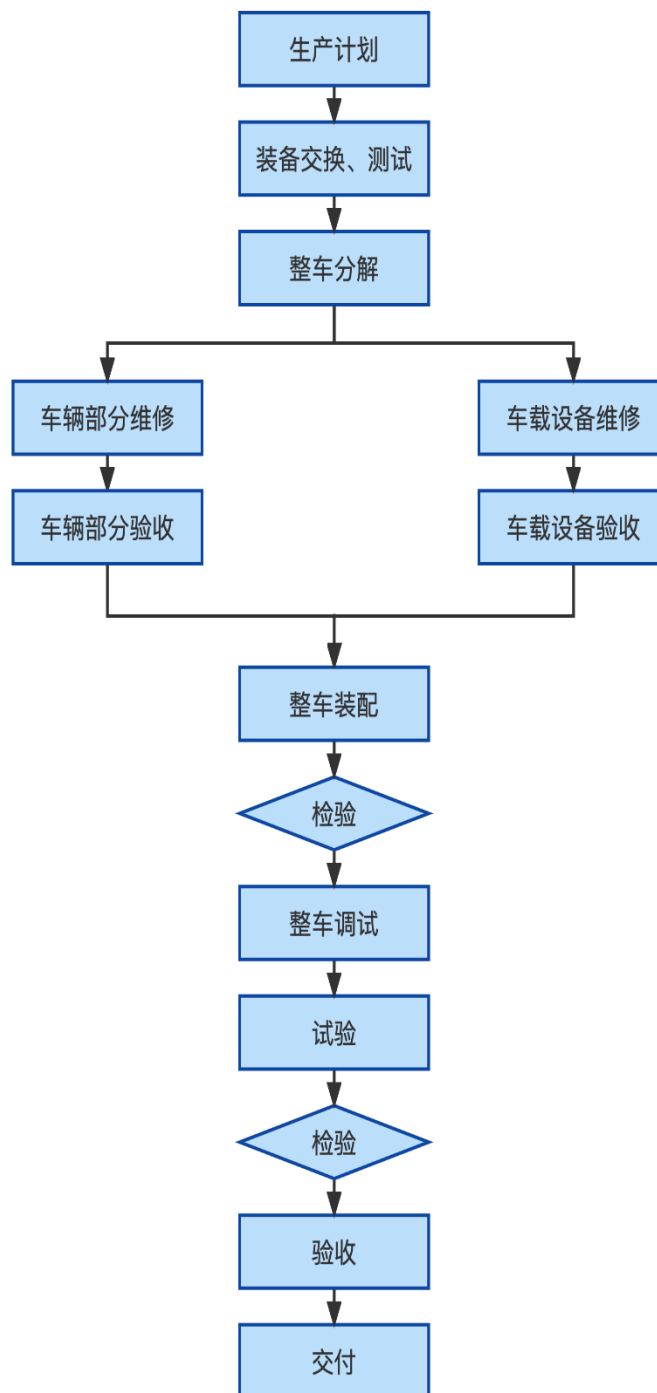 生产计划
装备交换、测试
整车分解
车辆部分维修
车载设备维修
车辆部分验收
车载设备验收
整车装配
检验
整车调试
试验
检验
验收
交付